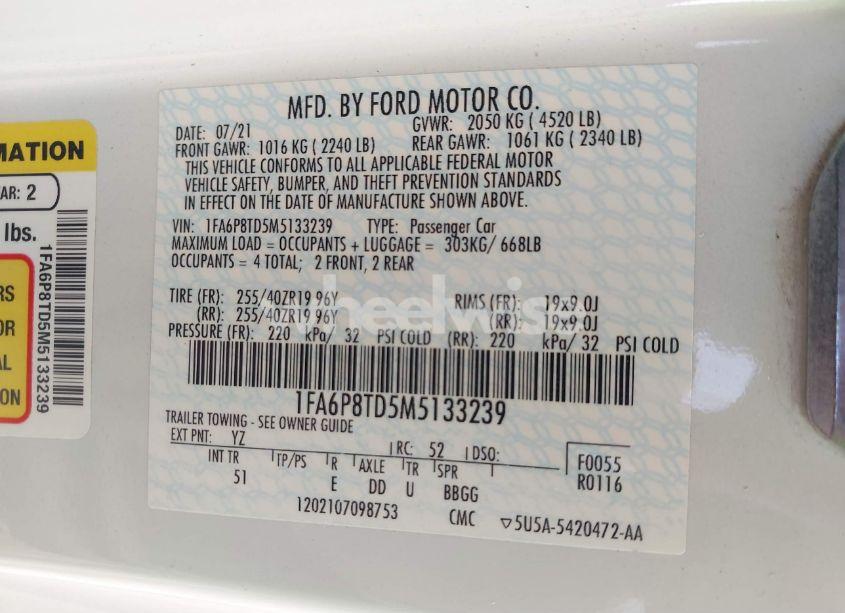 MATION
AR: 2
lbs.
RS
OR
AL
ON
1FA6P8TD5M5133239
MFD. BY FORD MOTOR CO.
DATE: 07/21 GVWR: 2050 KG ( 4520 LB)
FRONT GAWR: 1016 KG ( 2240 LB) REAR GAWR: 1061 KG ( 2340 LB)
THIS VEHICLE CONFORMS TO ALL APPLICABLE FEDERAL MOTOR
VEHICLE SAFETY, BUMPER, AND THEFT PREVENTION STANDARDS
IN EFFECT ON THE DATE OF MANUFACTURE SHOWN ABOVE.
VIN: 1FA6P8TD5M5133239 TYPE: Passenger Car
MAXIMUM LOAD = OCCUPANTS + LUGGAGE = 303KG/ 668LB
OCCUPANTS = 4 TOTAL; 2 FRONT, 2 REAR
TIRE (FR): 255/40ZR19 96Y RIMS (FR): 19x9.0J
(RR): 255/40ZR19 96Y (RR): 19x9.0J
PRESSURE (FR): 220 kPa/ 32 PSI COLD (RR): 220 kPa/ 32 PSI COLD
wheelwis
1FA6P8TD5M5133239
TRAILER TOWING - SEE OWNER GUIDE
EXT PNT: YZ RC: 52 DSO: F0055
INT TR TP/PS R AXLE TR SPR R0116
51 E DD U BBGG
1202107098753 CMC ▽5U5A-5420472-AA